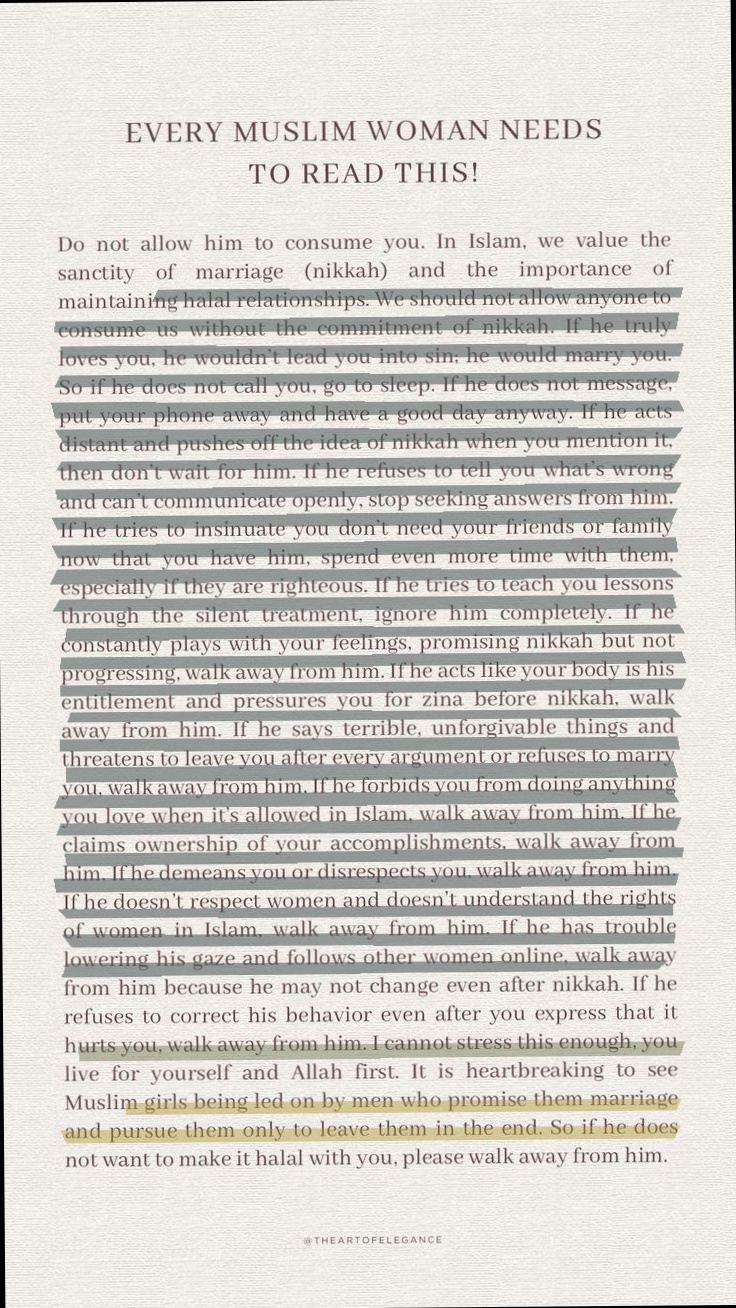 EVERY MUSLIM WOMAN NEEDS
TO READ THIS!
Do not allow him to consume you. In Islam, we value the
sanctity of marriage (nikkah) and the importance of
maintaining halal relationships. We should not allow anyone to
consume us without the commitment of nikkah. If he truly
loves you, he wouldn't lead you into sin; he would marry you.
So if he does not call you, go to sleep. If he does not message,
put your phone away and have a good day anyway. If he acts
distant and pushes off the idea of nikkah when you mention it,
then don't wait for him. If he refuses to tell you what's wrong
and can't communicate openly, stop seeking answers from him.
If he tries to insinuate you don't need your friends or family
now that you have him, spend even more time with them,
especially if they are righteous. If he tries to teach you lessons
through the silent treatment, ignore him completely. If he
constantly plays with your feelings, promising nikkah but not
progressing, walk away from him. If he acts like your body is his
entitlement and pressures you for zina before nikkah, walk
away from him. If he says terrible, unforgivable things and
threatens to leave you after every argument or refuses to marry
you, walk away from him. If he forbids you from doing anything
you love when it's allowed in Islam, walk away from him. If he
claims ownership of your accomplishments, walk away from
him. If he demeans you or disrespects you, walk away from him.
If he doesn't respect women and doesn't understand the rights
of women in Islam, walk away from him. If he has trouble
lowering his gaze and follows other women online, walk away
from him because he may not change even after nikkah. If he
refuses to correct his behavior even after you express that it
hurts you, walk away from him. I cannot stress this enough, you
live for yourself and Allah first. It is heartbreaking to see
Muslim girls being led on by men who promise them marriage
and pursue them only to leave them in the end. So if he does
not want to make it halal with you, please walk away from him.
@THEARTOFELEGANCE